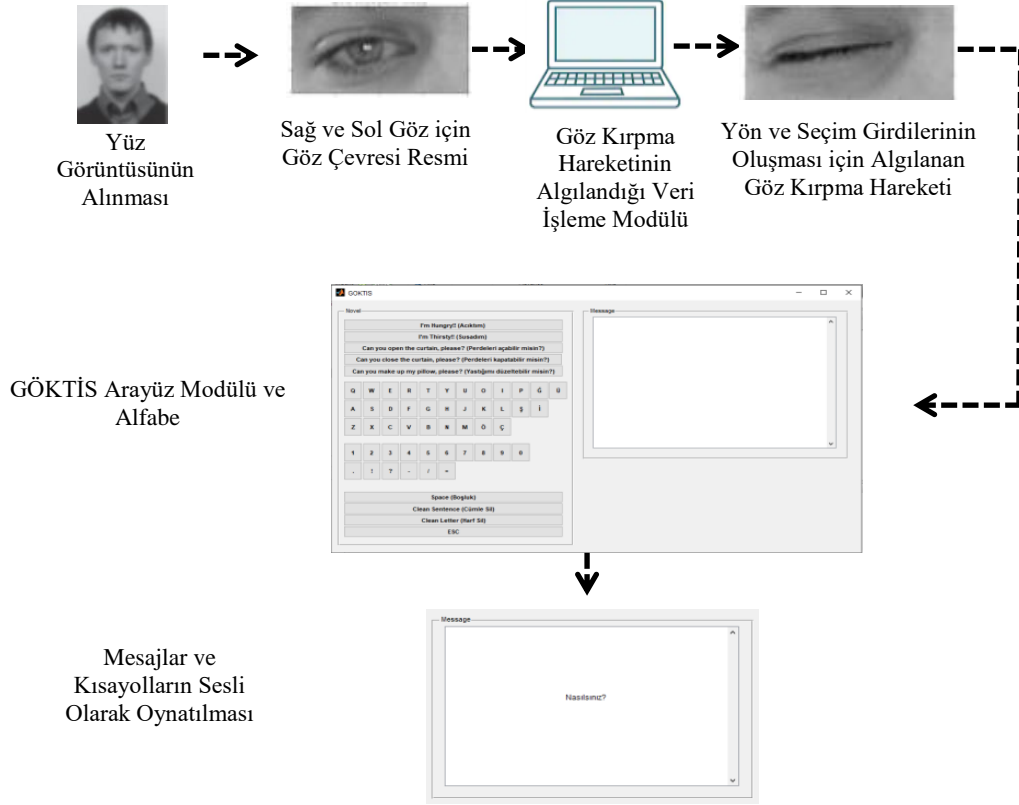 Yüz
Görüntüsünün
Alınması
Sağ ve Sol Göz için
Göz Çevresi Resmi
Göz Kırpma
Hareketinin
Algılandığı Veri
İşleme Modülü
Yön ve Seçim Girdilerinin
Oluşması için Algılanan
Göz Kırpma Hareketi
GÖKTİS Arayüz Modülü ve
Alfabe
GOKTIS
Novel
I'm Hungry!! (Acıktım)
I'm Thirsty!! (Susadım)
Can you open the curtain, please? (Perdeleri açabilir misin?)
Can you close the curtain, please? (Perdeleri kapatabilir misin?)
Can you make up my pillow, please? (Yastığımı düzeltebilir misin?)
Q W E R T Y U O I P Ğ Ü
A S D F G H J K L Ş İ
Z X C V B N M Ö Ç
1 2 3 4 5 6 7 8 9 0
. ! ? - / =
Space (Boşluk)
Clean Sentence (Cümle Sil)
Clean Letter (Harf Sil)
ESC
Message
Mesajlar ve
Kısayolların Sesli
Olarak Oynatılması
Message
Nasılsınız?